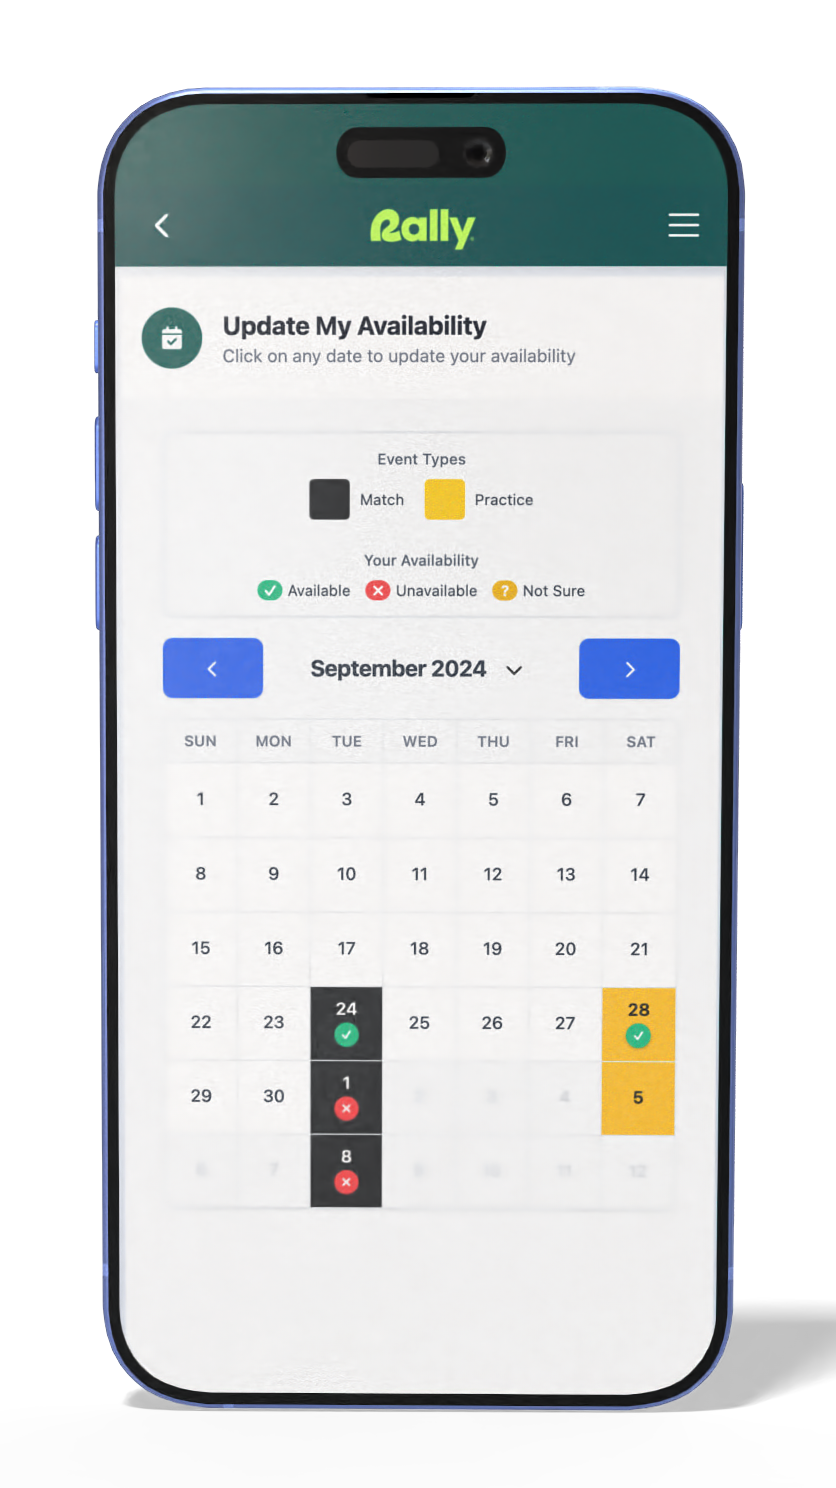 Rally
Update My Availability
Click on any date to update your availability
Event Types
Match Practice
Your Availability
Available Unavailable ? Not Sure
September 2024
SUN MON TUE WED THU FRI SAT
1 2 3 4 5 6 7
8 9 10 11 12 13 14
15 16 17 18 19 20 21
22 23 24 25 26 27 28
29 30 1 2 3 4 5
6 7 8 9 10 11 12